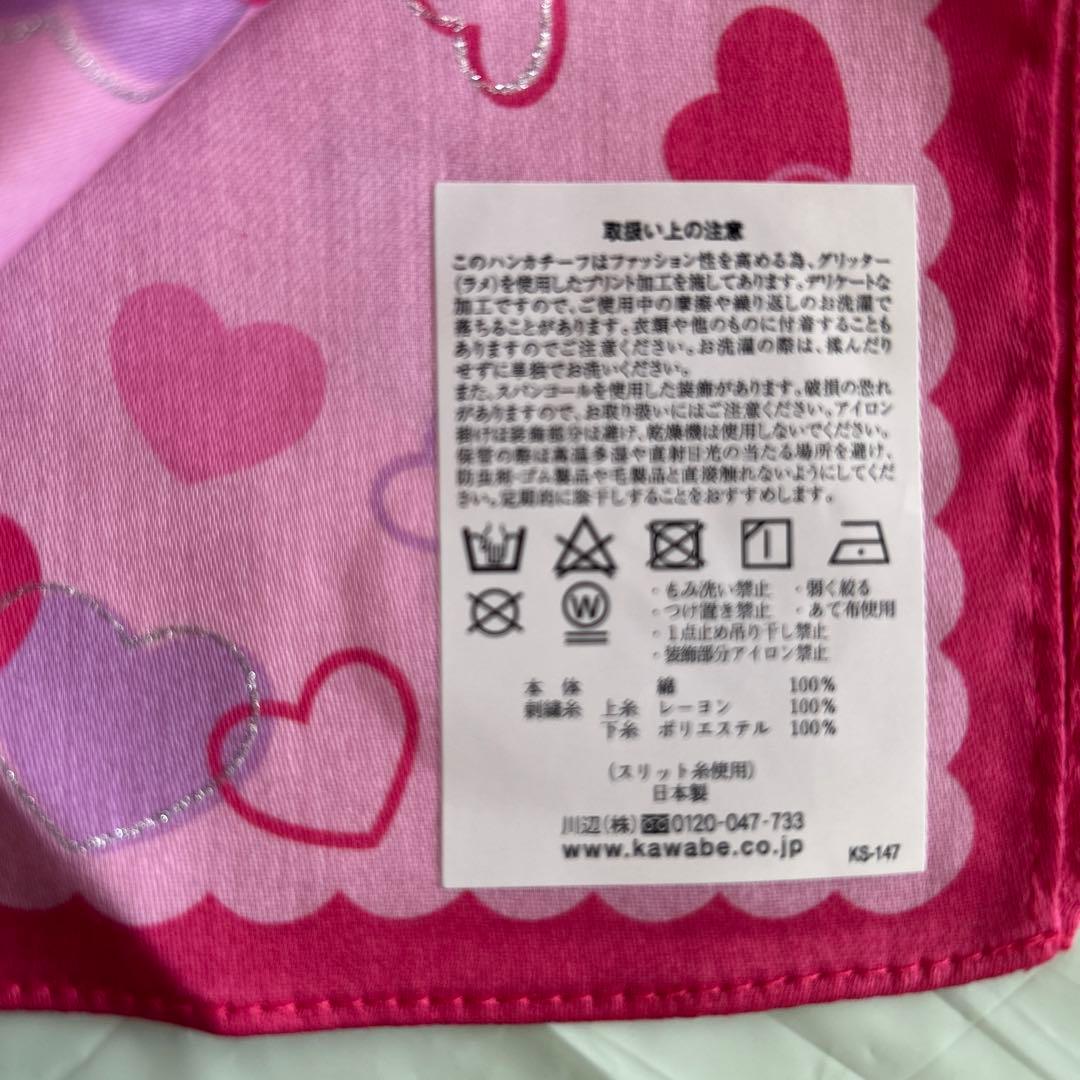 取扱い上の注意
このハンカチーフはファッション性を高める為、グリッター
(ラメ)を使用したプリント加工を施してあります。デリケートな
加工ですので、ご使用中の摩擦や繰り返しのお洗濯で
落ちることがあります。衣類や他のものに付着することも
ありますのでご注意ください。お洗濯の際は、揉んだり
せずに単独でお洗いください。
また、スパンコールを使用した装飾があります。破損の恐れ
がありますので、お取り扱いにはご注意ください。アイロン
掛けは装飾部分は避け、乾燥機は使用しないでください。
保管の際は高温多湿や直射日光の当たる場所を避け、
防虫剤・ゴム製品や毛製品と直接触れないようにしてくだ
さい。定期的に陰干しすることをおすすめします。
W
・もみ洗い禁止 ・弱く絞る
・つけ置き禁止 ・あて布使用
・1点止め吊り干し禁止
・装飾部分アイロン禁止
本体 綿 100%
刺繍糸 上糸 レーヨン 100%
下糸 ポリエステル 100%
(スリット糸使用)
日本製
川辺(株) 0120-047-733
www.kawabe.co.jp
KS-147